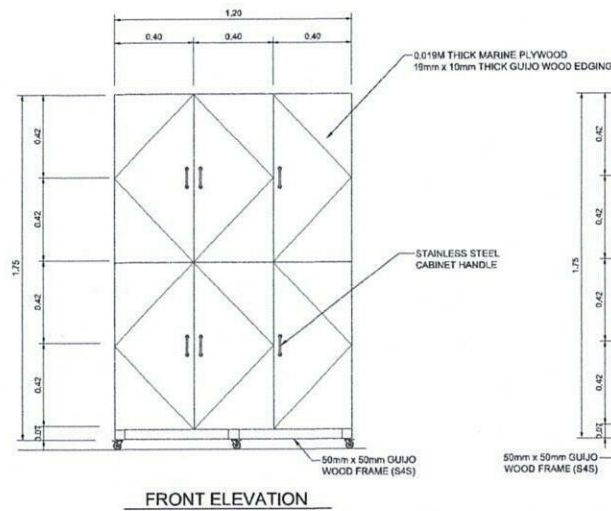 1,20
0,40
0,40
0,40
0,019M THICK MARINE PLYWOOD
19mm x 10mm THICK GUIJO WOOD EDGING
0,42
0,42
0,42
0,42
0,07
1,75
STAINLESS STEEL
CABINET HANDLE
50mm x 50mm GUIJO
WOOD FRAME (S4S)
FRONT ELEVATION
0,42
0,42
0,42
0,42
0,07
1,75
50mm x 50mm GUIJO
WOOD FRAME (S4S)